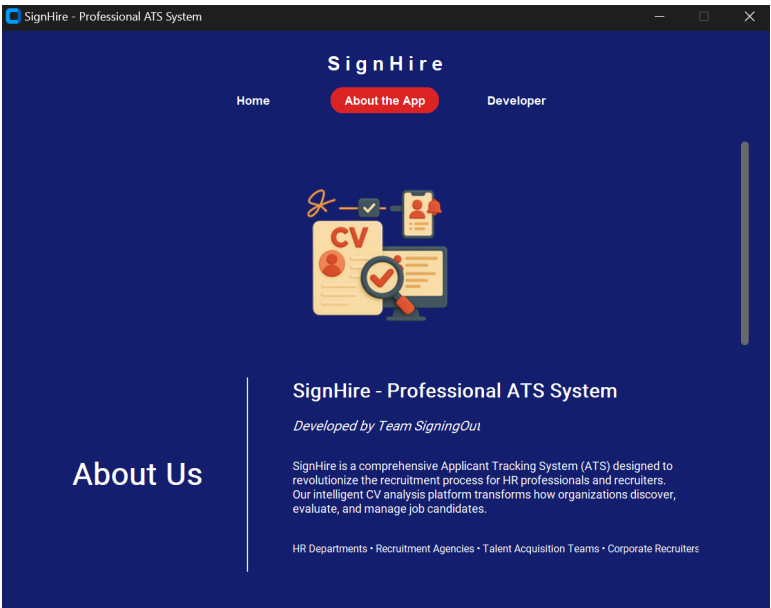 SignHire - Professional ATS System
SignHire
Home
About the App
Developer
CV
About Us
SignHire - Professional ATS System
Developed by Team SigningOut
SignHire is a comprehensive Applicant Tracking System (ATS) designed to
revolutionize the recruitment process for HR professionals and recruiters.
Our intelligent CV analysis platform transforms how organizations discover,
evaluate, and manage job candidates.
HR Departments • Recruitment Agencies • Talent Acquisition Teams • Corporate Recruiters